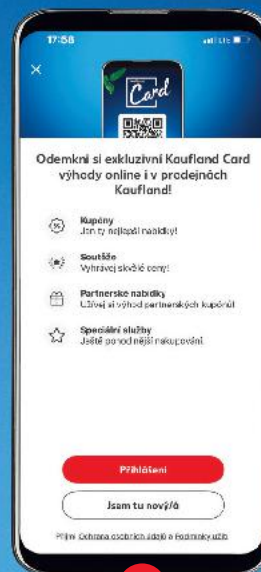 17:58
LTE
Card
Odemkni si exkluzivní Kaufland Card
výhody online i v prodejnách
Kaufland!
Kupóny
Jen ty nejlepší nabídky!
Soutěže
Vyhrávej skvělé ceny!
Partnerské nabídky
Užívej si výhod partnerských kupónů!
Speciální služby
Ještě pohodlnější nakupování.
Přihlášení
Jsem tu nový/á
Přijmi Ochrana osobních údajů a Podmínky užití